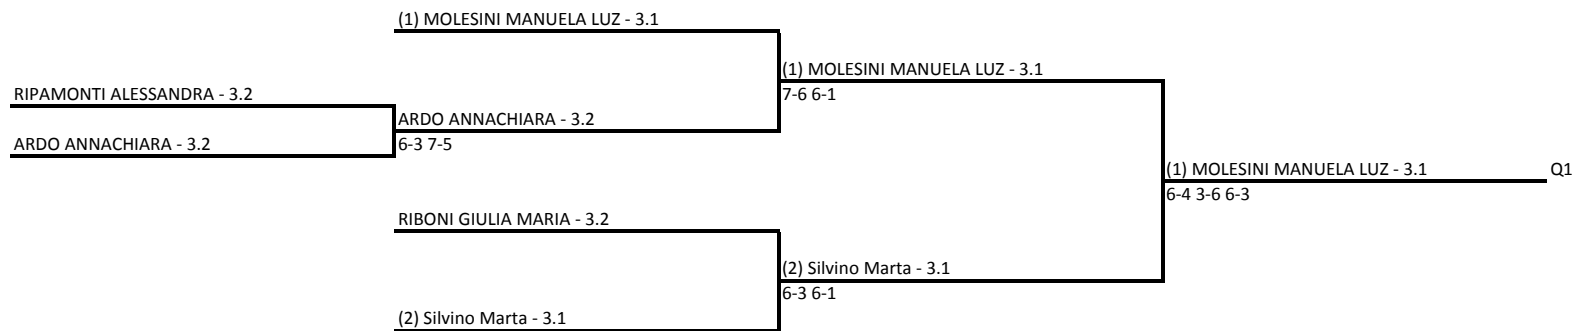 (1) MOLESINI MANUELA LUZ - 3.1
(1) MOLESINI MANUELA LUZ - 3.1
RIPAMONTI ALESSANDRA - 3.2
7-6 6-1
ARDO ANNACHIARA - 3.2
ARDO ANNACHIARA - 3.2
6-3 7-5
(1) MOLESINI MANUELA LUZ - 3.1
Q1
6-4 3-6 6-3
RIBONI GIULIA MARIA - 3.2
(2) Silvino Marta - 3.1
6-3 6-1
(2) Silvino Marta - 3.1